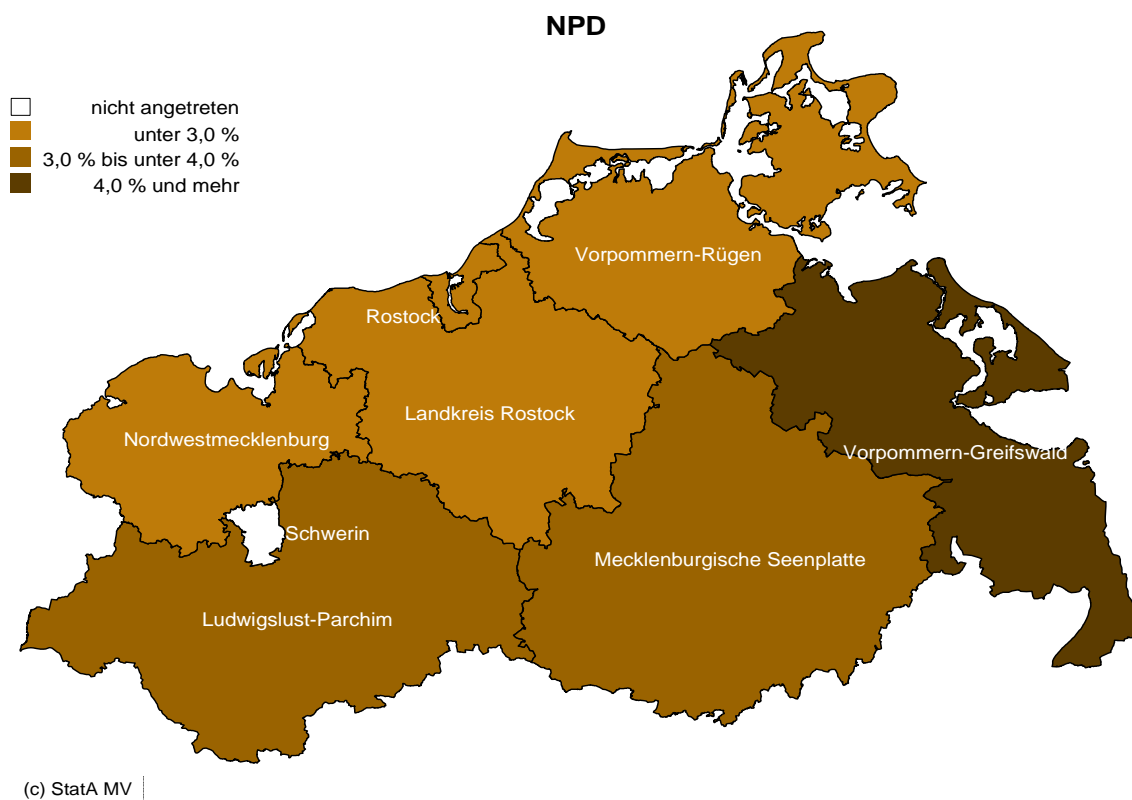 NPD
nicht angetreten
unter 3,0 %
3,0 % bis unter 4,0 %
4,0 % und mehr
Vorpommern-Rügen
Rostock
Landkreis Rostock
Nordwestmecklenburg
Vorpommern-Greifswald
Schwerin
Mecklenburgische Seenplatte
Ludwigslust-Parchim
(c) StatA MV